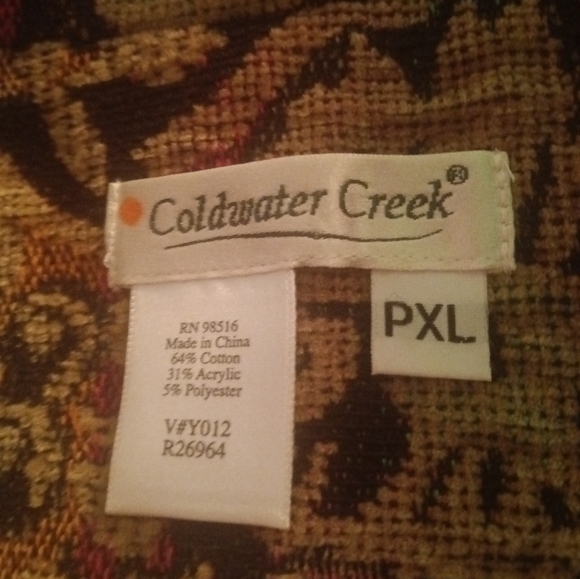 Coldwater Creek®
PXL
RN 98516
Made in China
64% Cotton
31% Acrylic
5% Polyester
V#Y012
R26964